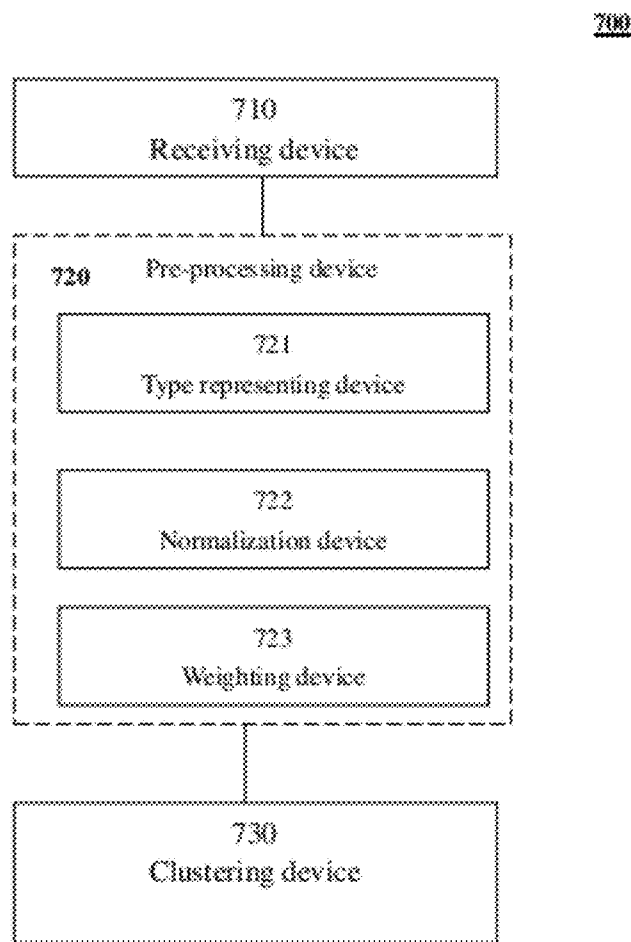 700
710
Receiving device
720 Pre-processing device
721
Type representing device
722
Normalization device
723
Weighting device
730
Clustering device